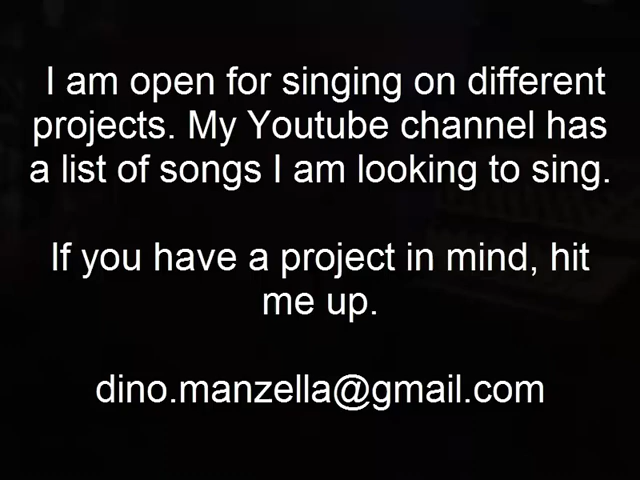 I am open for singing on different
projects. My Youtube channel has
a list of songs I am looking to sing.
If you have a project in mind, hit
me up.
dino.manzella@gmail.com